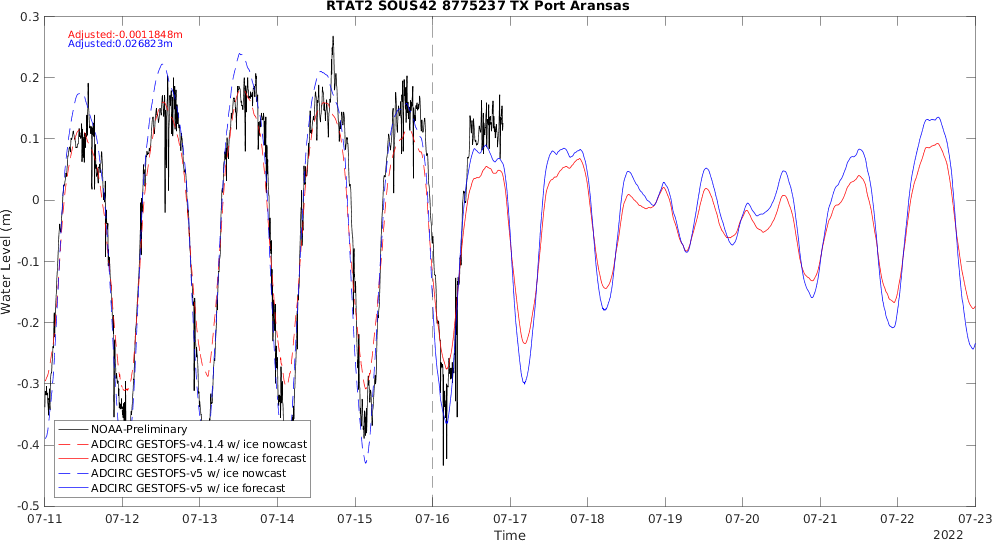 RTAT2 SOUS42 8775237 TX Port Aransas
Adjusted:-0.0011848m
Adjusted:0.026823m
0.3
0.2
0.1
0
-0.1
-0.2
-0.3
-0.4
-0.5
Water Level (m)
NOAA-Preliminary
ADCIRC GESTOFS-v4.1.4 w/ ice nowcast
ADCIRC GESTOFS-v4.1.4 w/ ice forecast
ADCIRC GESTOFS-v5 w/ ice nowcast
ADCIRC GESTOFS-v5 w/ ice forecast
07-11 07-12 07-13 07-14 07-15 07-16 07-17 07-18 07-19 07-20 07-21 07-22 07-23
Time
2022